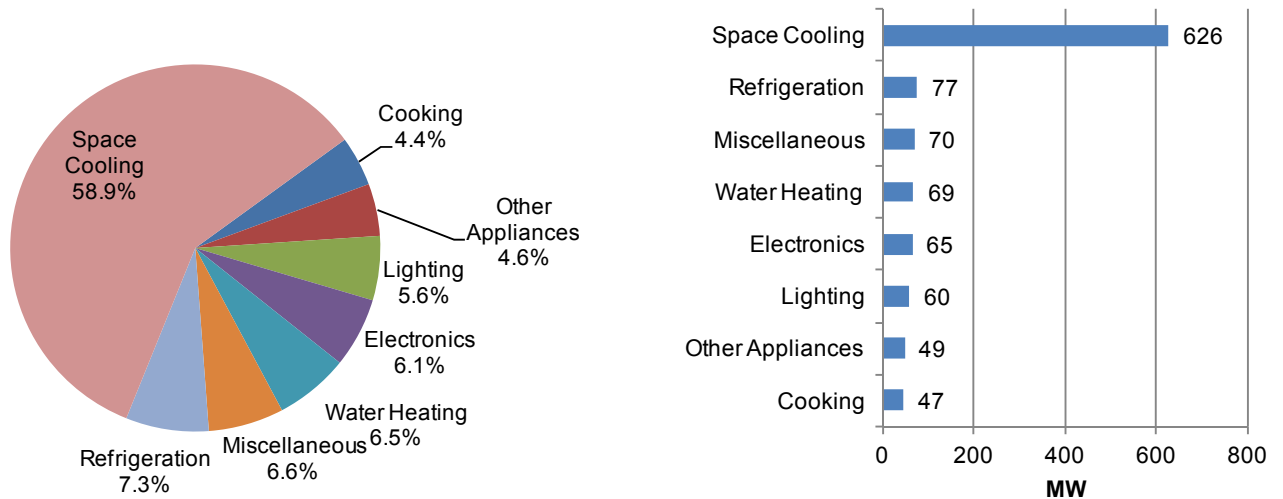 Space
Cooling
58.9%
Cooking
4.4%
Other
Appliances
4.6%
Lighting
5.6%
Electronics
6.1%
Water Heating
6.5%
Miscellaneous
6.6%
Refrigeration
7.3%
Space Cooling 626
Refrigeration 77
Miscellaneous 70
Water Heating 69
Electronics 65
Lighting 60
Other Appliances 49
Cooking 47
0 200 400 600 800
MW